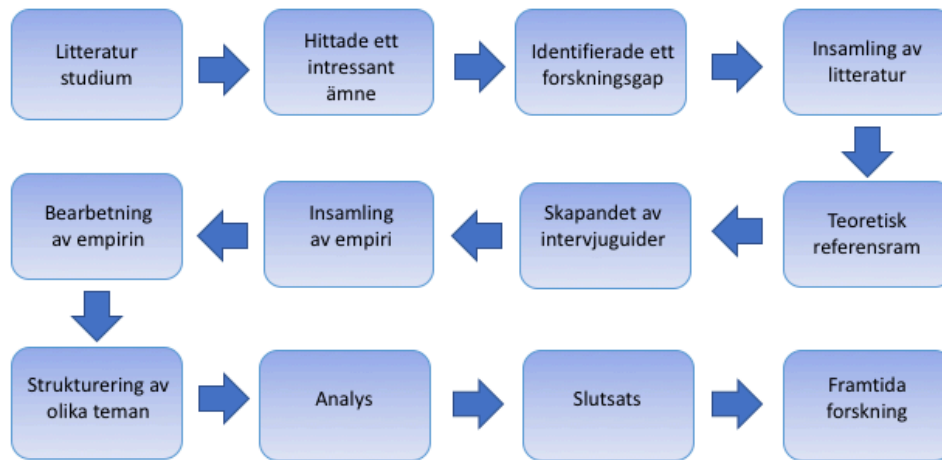 Litteratur
studium
Hittade ett
intressant
ämne
Identifierade ett
forskningsgap
Insamling av
litteratur
Teoretisk
referensram
Skapandet av
intervjuguider
Insamling
av empiri
Bearbetning
av empirin
Strukturering av
olika teman
Analys
Slutsats
Framtida
forskning